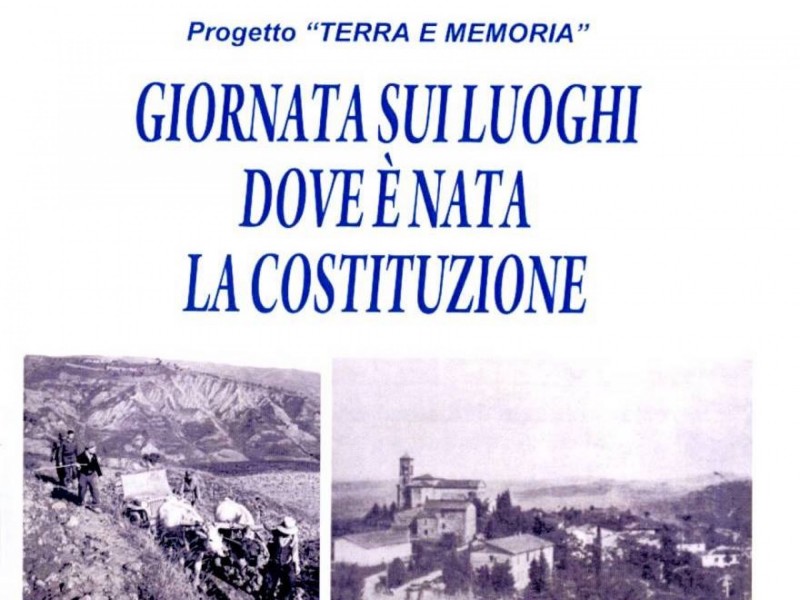 Progetto “TERRA E MEMORIA”
GIORNATA SUI LUOGHI
DOVE È NATA
LA COSTITUZIONE